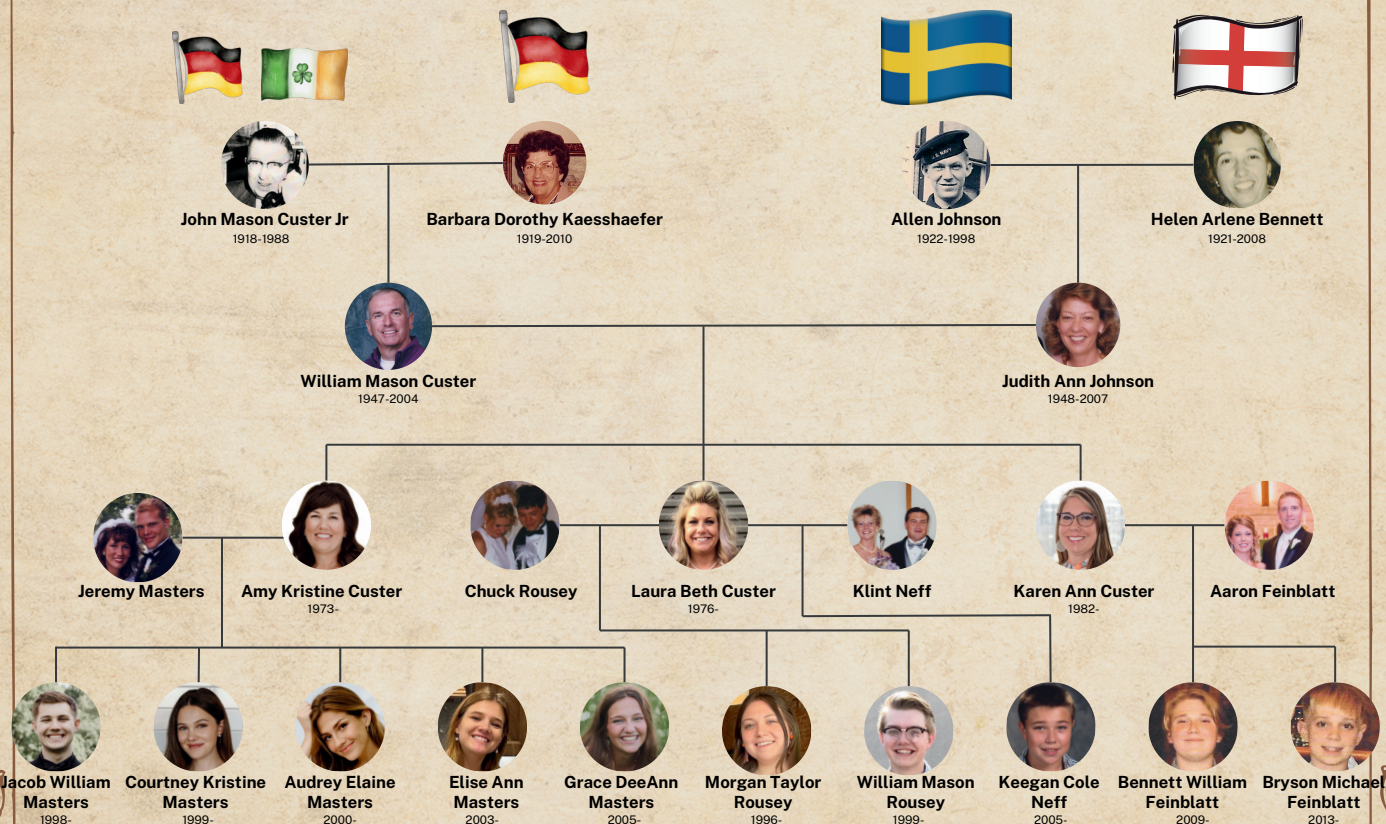 John Mason Custer Jr
1918-1988
Barbara Dorothy Kaesshaefer
1919-2010
Allen Johnson
1922-1998
Helen Arlene Bennett
1921-2008
William Mason Custer
1947-2004
Judith Ann Johnson
1948-2007
Jeremy Masters
Amy Kristine Custer
1973-
Chuck Rousey
Laura Beth Custer
1976-
Klint Neff
Karen Ann Custer
1982-
Aaron Feinblatt
Jacob William
Masters
1998-
Courtney Kristine
Masters
1999-
Audrey Elaine
Masters
2000-
Elise Ann
Masters
2003-
Grace DeeAnn
Masters
2005-
Morgan Taylor
Rousey
1996-
William Mason
Rousey
1999-
Keegan Cole
Neff
2005-
Bennett William
Feinblatt
2009-
Bryson Michael
Feinblatt
2013-